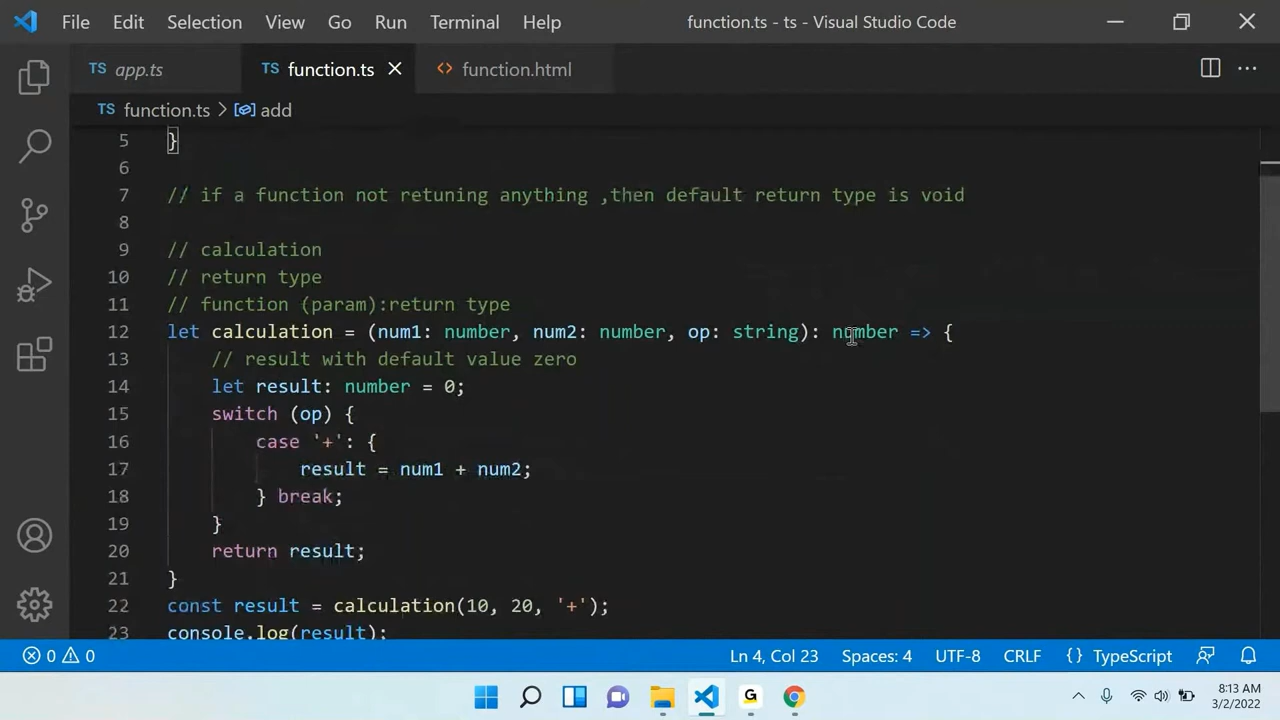 File Edit Selection View Go Run Terminal Help function.ts - ts - Visual Studio Code
TS app.ts TS function.ts <> function.html
TS function.ts > add
5 }
6
7 // if a function not retuning anything ,then default return type is void
8
9 // calculation
10 // return type
11 // function (param):return type
12 let calculation = (num1: number, num2: number, op: string): number => {
13 // result with default value zero
14 let result: number = 0;
15 switch (op) {
16 case '+': {
17 result = num1 + num2;
18 } break;
19 }
20 return result;
21 }
22 const result = calculation(10, 20, '+');
23 console.log(result);
0 0 Ln 4, Col 23 Spaces: 4 UTF-8 CRLF {} TypeScript
G
8:13 AM
3/2/2022